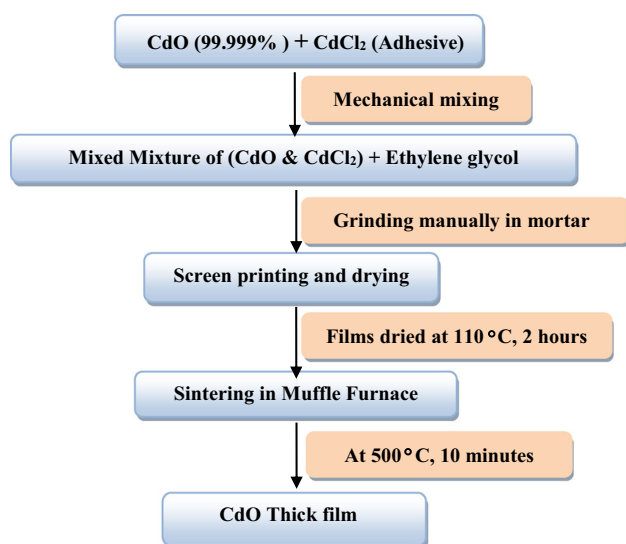 CdO (99.999% ) + CdCl₂ (Adhesive)
Mechanical mixing
Mixed Mixture of (CdO & CdCl₂) + Ethylene glycol
Grinding manually in mortar
Screen printing and drying
Films dried at 110°C, 2 hours
Sintering in Muffle Furnace
At 500°C, 10 minutes
CdO Thick film